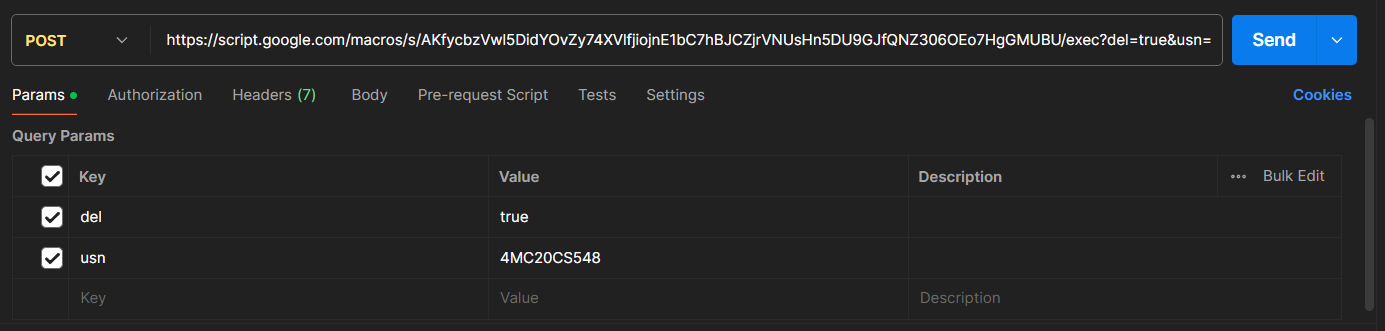 POST https://script.google.com/macros/s/AKfycbzVwl5DidYOvZy74XVlfjiojnE1bC7hBJCZjrVNUsHn5DU9GJfQNZ306OEo7HgGMUBU/exec?del=true&usn= Send
Params Authorization Headers (7) Body Pre-request Script Tests Settings Cookies
Query Params
Key Value Description Bulk Edit
del true
usn 4MC20CS548
Key Value Description